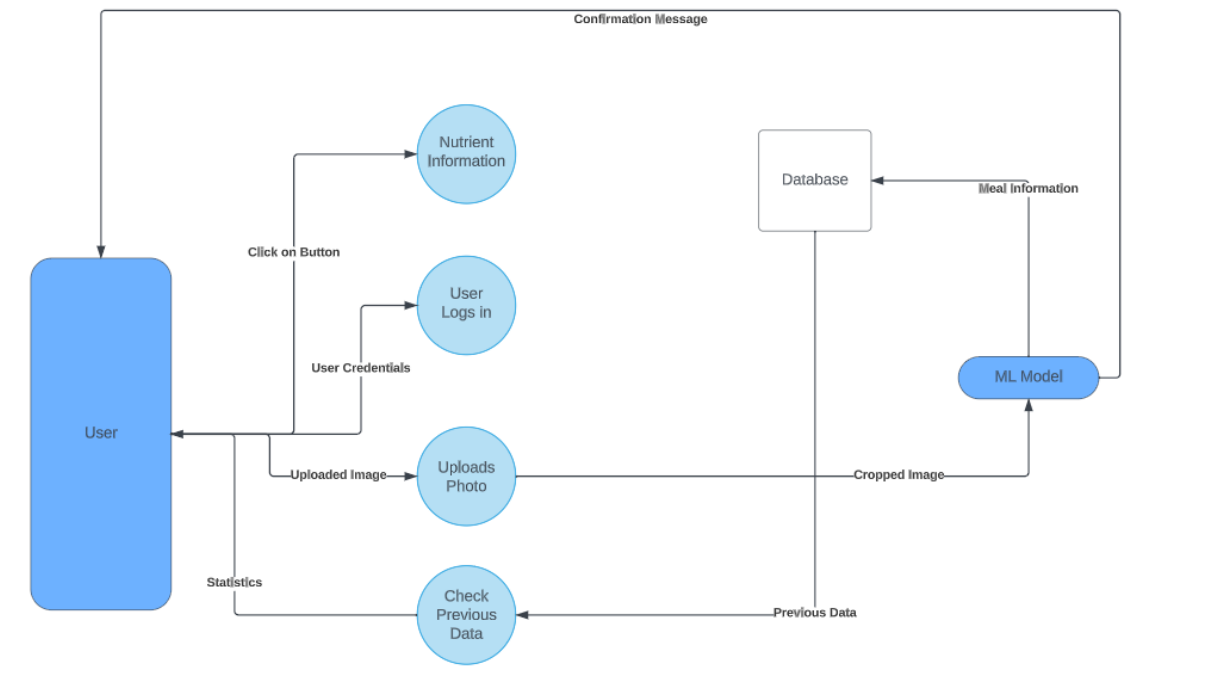 Confirmation Message
Nutrient
Information
Database
Meal Information
Click on Button
User
Logs in
User Credentials
ML Model
User
Uploaded Image
Uploads
Photo
Cropped Image
Statistics
Check
Previous
Data
Previous Data